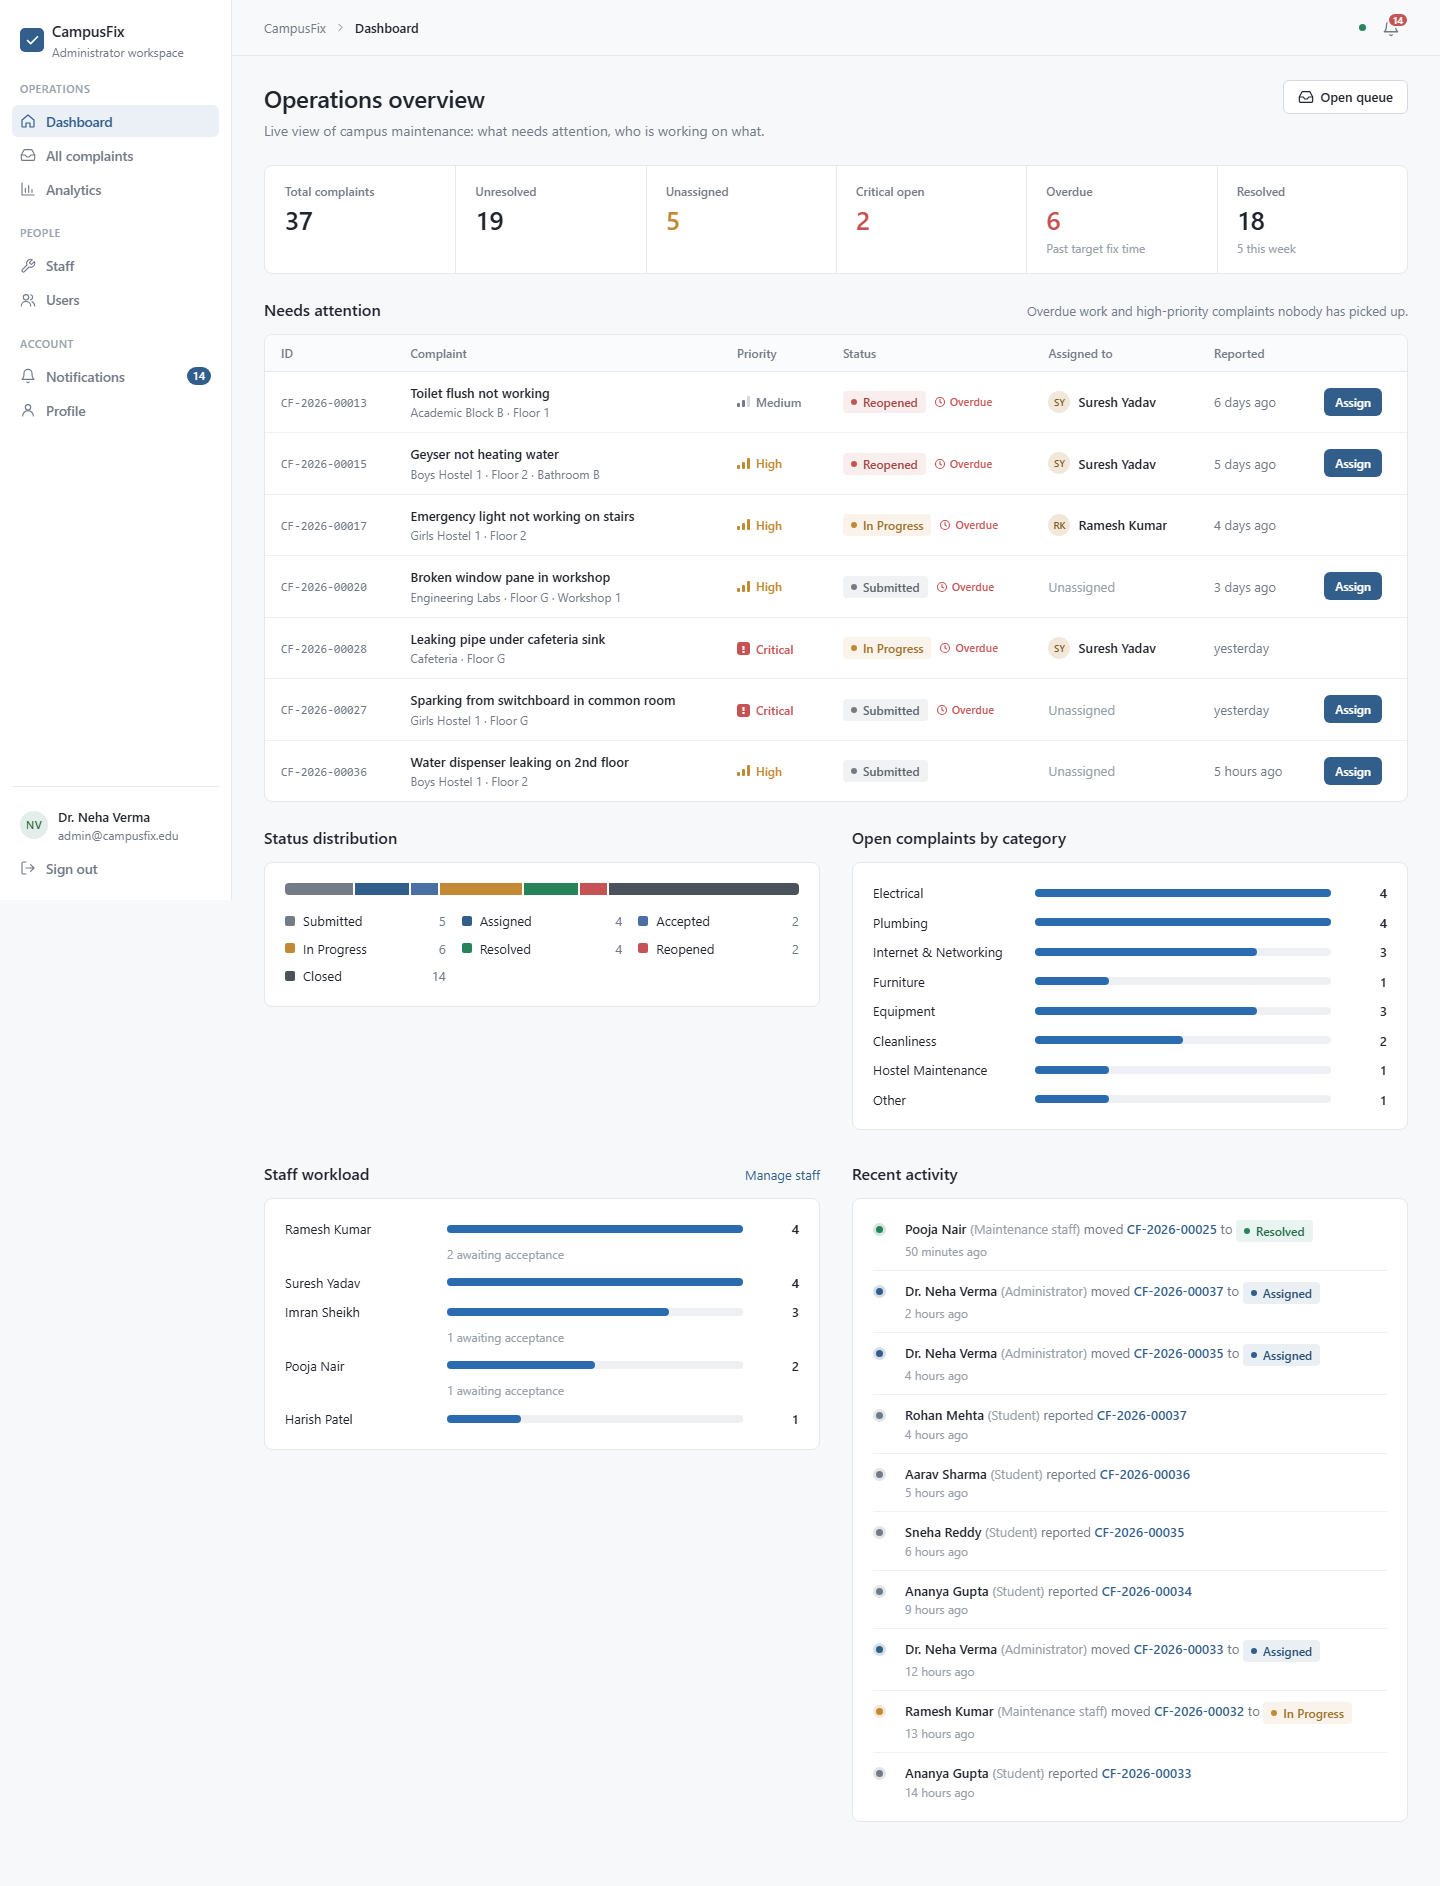 CampusFix
Administrator workspace
OPERATIONS
Dashboard
All complaints
Analytics
PEOPLE
Staff
Users
ACCOUNT
Notifications 14
Profile
NV Dr. Neha Verma
admin@campusfix.edu
Sign out
CampusFix > Dashboard
14
Operations overview
Open queue
Live view of campus maintenance: what needs attention, who is working on what.
Total complaints Unresolved Unassigned Critical open Overdue Resolved
37 19 5 2 6 18
Past target fix time 5 this week
Needs attention Overdue work and high-priority complaints nobody has picked up.
ID Complaint Priority Status Assigned to Reported
CF-2026-00013 Toilet flush not working Medium Reopened Overdue SY Suresh Yadav 6 days ago Assign
Academic Block B · Floor 1
CF-2026-00015 Geyser not heating water High Reopened Overdue SY Suresh Yadav 5 days ago Assign
Boys Hostel 1 · Floor 2 · Bathroom B
CF-2026-00017 Emergency light not working on stairs High In Progress Overdue RK Ramesh Kumar 4 days ago
Girls Hostel 1 · Floor 2
CF-2026-00020 Broken window pane in workshop High Submitted Overdue Unassigned 3 days ago Assign
Engineering Labs · Floor G · Workshop 1
CF-2026-00028 Leaking pipe under cafeteria sink Critical In Progress Overdue SY Suresh Yadav yesterday
Cafeteria · Floor G
CF-2026-00027 Sparking from switchboard in common room Critical Submitted Overdue Unassigned yesterday Assign
Girls Hostel 1 · Floor G
CF-2026-00036 Water dispenser leaking on 2nd floor High Submitted Unassigned 5 hours ago Assign
Boys Hostel 1 · Floor 2
Status distribution
Submitted 5 Assigned 4 Accepted 2
In Progress 6 Resolved 4 Reopened 2
Closed 14
Open complaints by category
Electrical 4
Plumbing 4
Internet & Networking 3
Furniture 1
Equipment 3
Cleanliness 2
Hostel Maintenance 1
Other 1
Staff workload Manage staff
Ramesh Kumar 4
2 awaiting acceptance
Suresh Yadav 4
Imran Sheikh 3
1 awaiting acceptance
Pooja Nair 2
1 awaiting acceptance
Harish Patel 1
Recent activity
Pooja Nair (Maintenance staff) moved CF-2026-00025 to Resolved
50 minutes ago
Dr. Neha Verma (Administrator) moved CF-2026-00037 to Assigned
2 hours ago
Dr. Neha Verma (Administrator) moved CF-2026-00035 to Assigned
4 hours ago
Rohan Mehta (Student) reported CF-2026-00037
4 hours ago
Aarav Sharma (Student) reported CF-2026-00036
5 hours ago
Sneha Reddy (Student) reported CF-2026-00035
6 hours ago
Ananya Gupta (Student) reported CF-2026-00034
9 hours ago
Dr. Neha Verma (Administrator) moved CF-2026-00033 to Assigned
12 hours ago
Ramesh Kumar (Maintenance staff) moved CF-2026-00032 to In Progress
13 hours ago
Ananya Gupta (Student) reported CF-2026-00033
14 hours ago